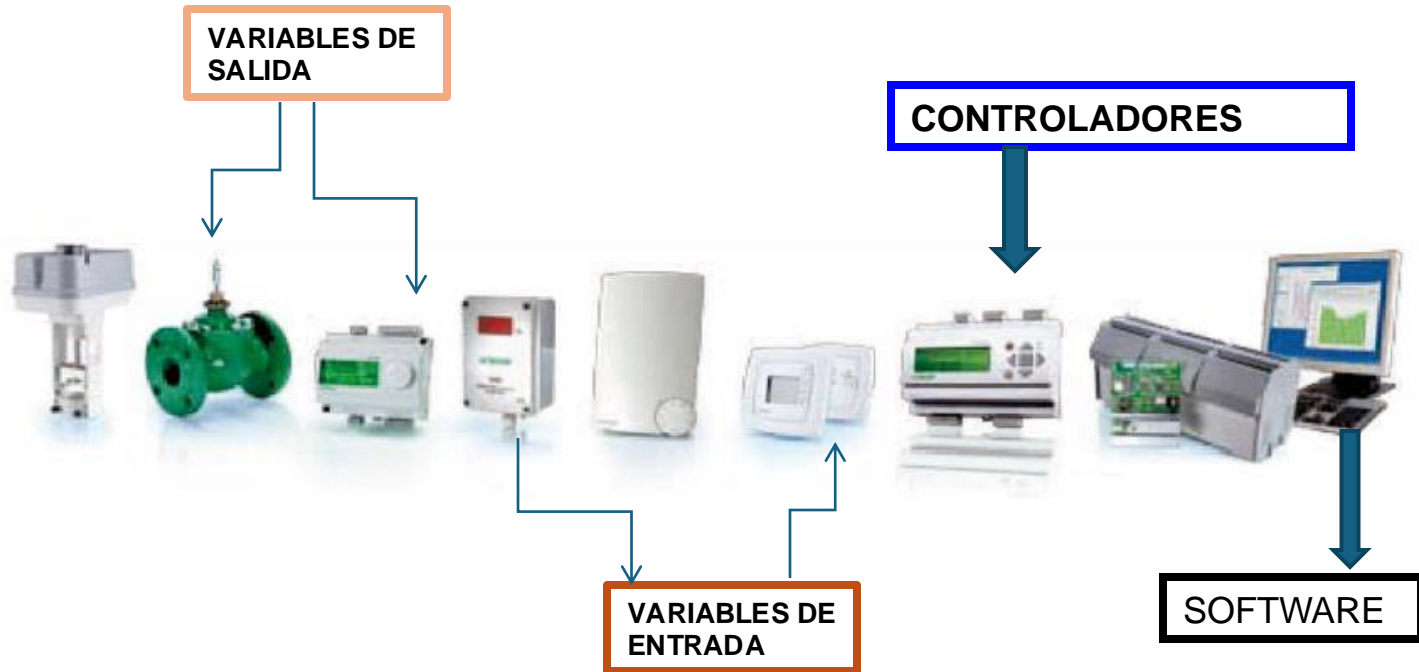 VARIABLES DE
SALIDA
CONTROLADORES
VARIABLES DE
ENTRADA
SOFTWARE